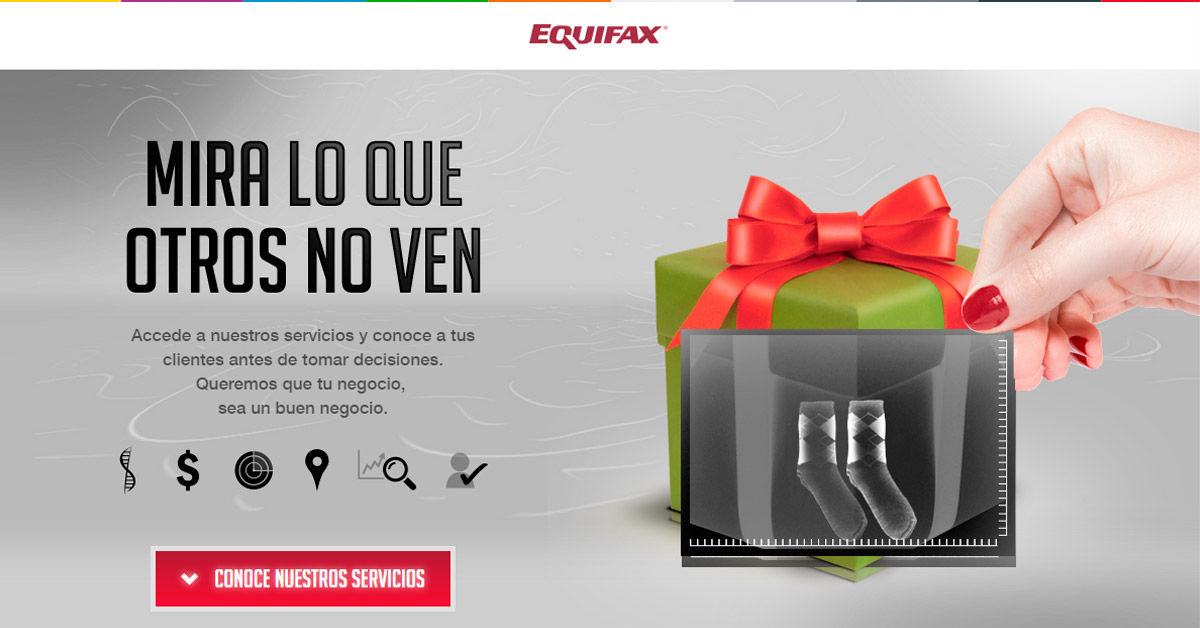 EQUIFAX®
MIRA LO QUE
OTROS NO VEN
Accede a nuestros servicios y conoce a tus
clientes antes de tomar decisiones.
Queremos que tu negocio,
sea un buen negocio.
$
CONOCE NUESTROS SERVICIOS